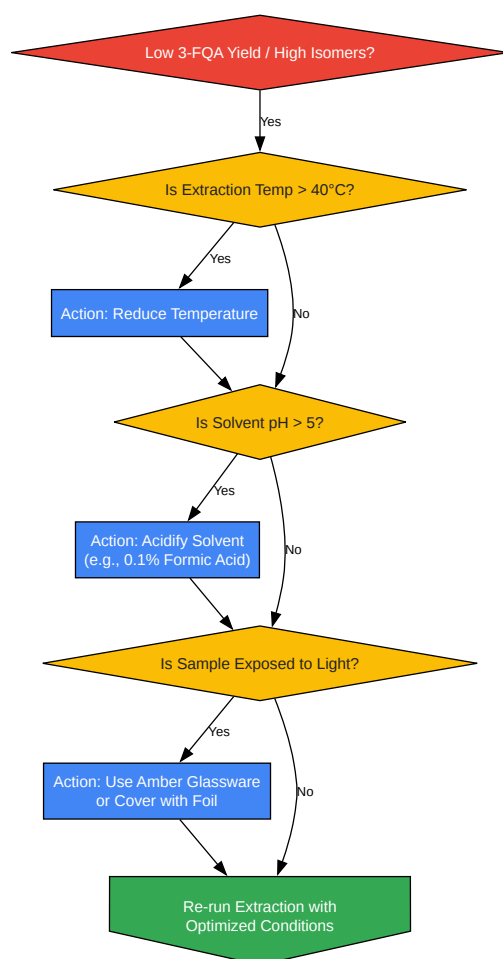 Low 3-FQA Yield / High Isomers?
Yes
Is Extraction Temp > 40°C?
Yes
Action: Reduce Temperature
No
Is Solvent pH > 5?
Yes
Action: Acidify Solvent
(e.g., 0.1% Formic Acid)
No
Is Sample Exposed to Light?
Yes
Action: Use Amber Glassware
or Cover with Foil
No
Re-run Extraction with
Optimized Conditions